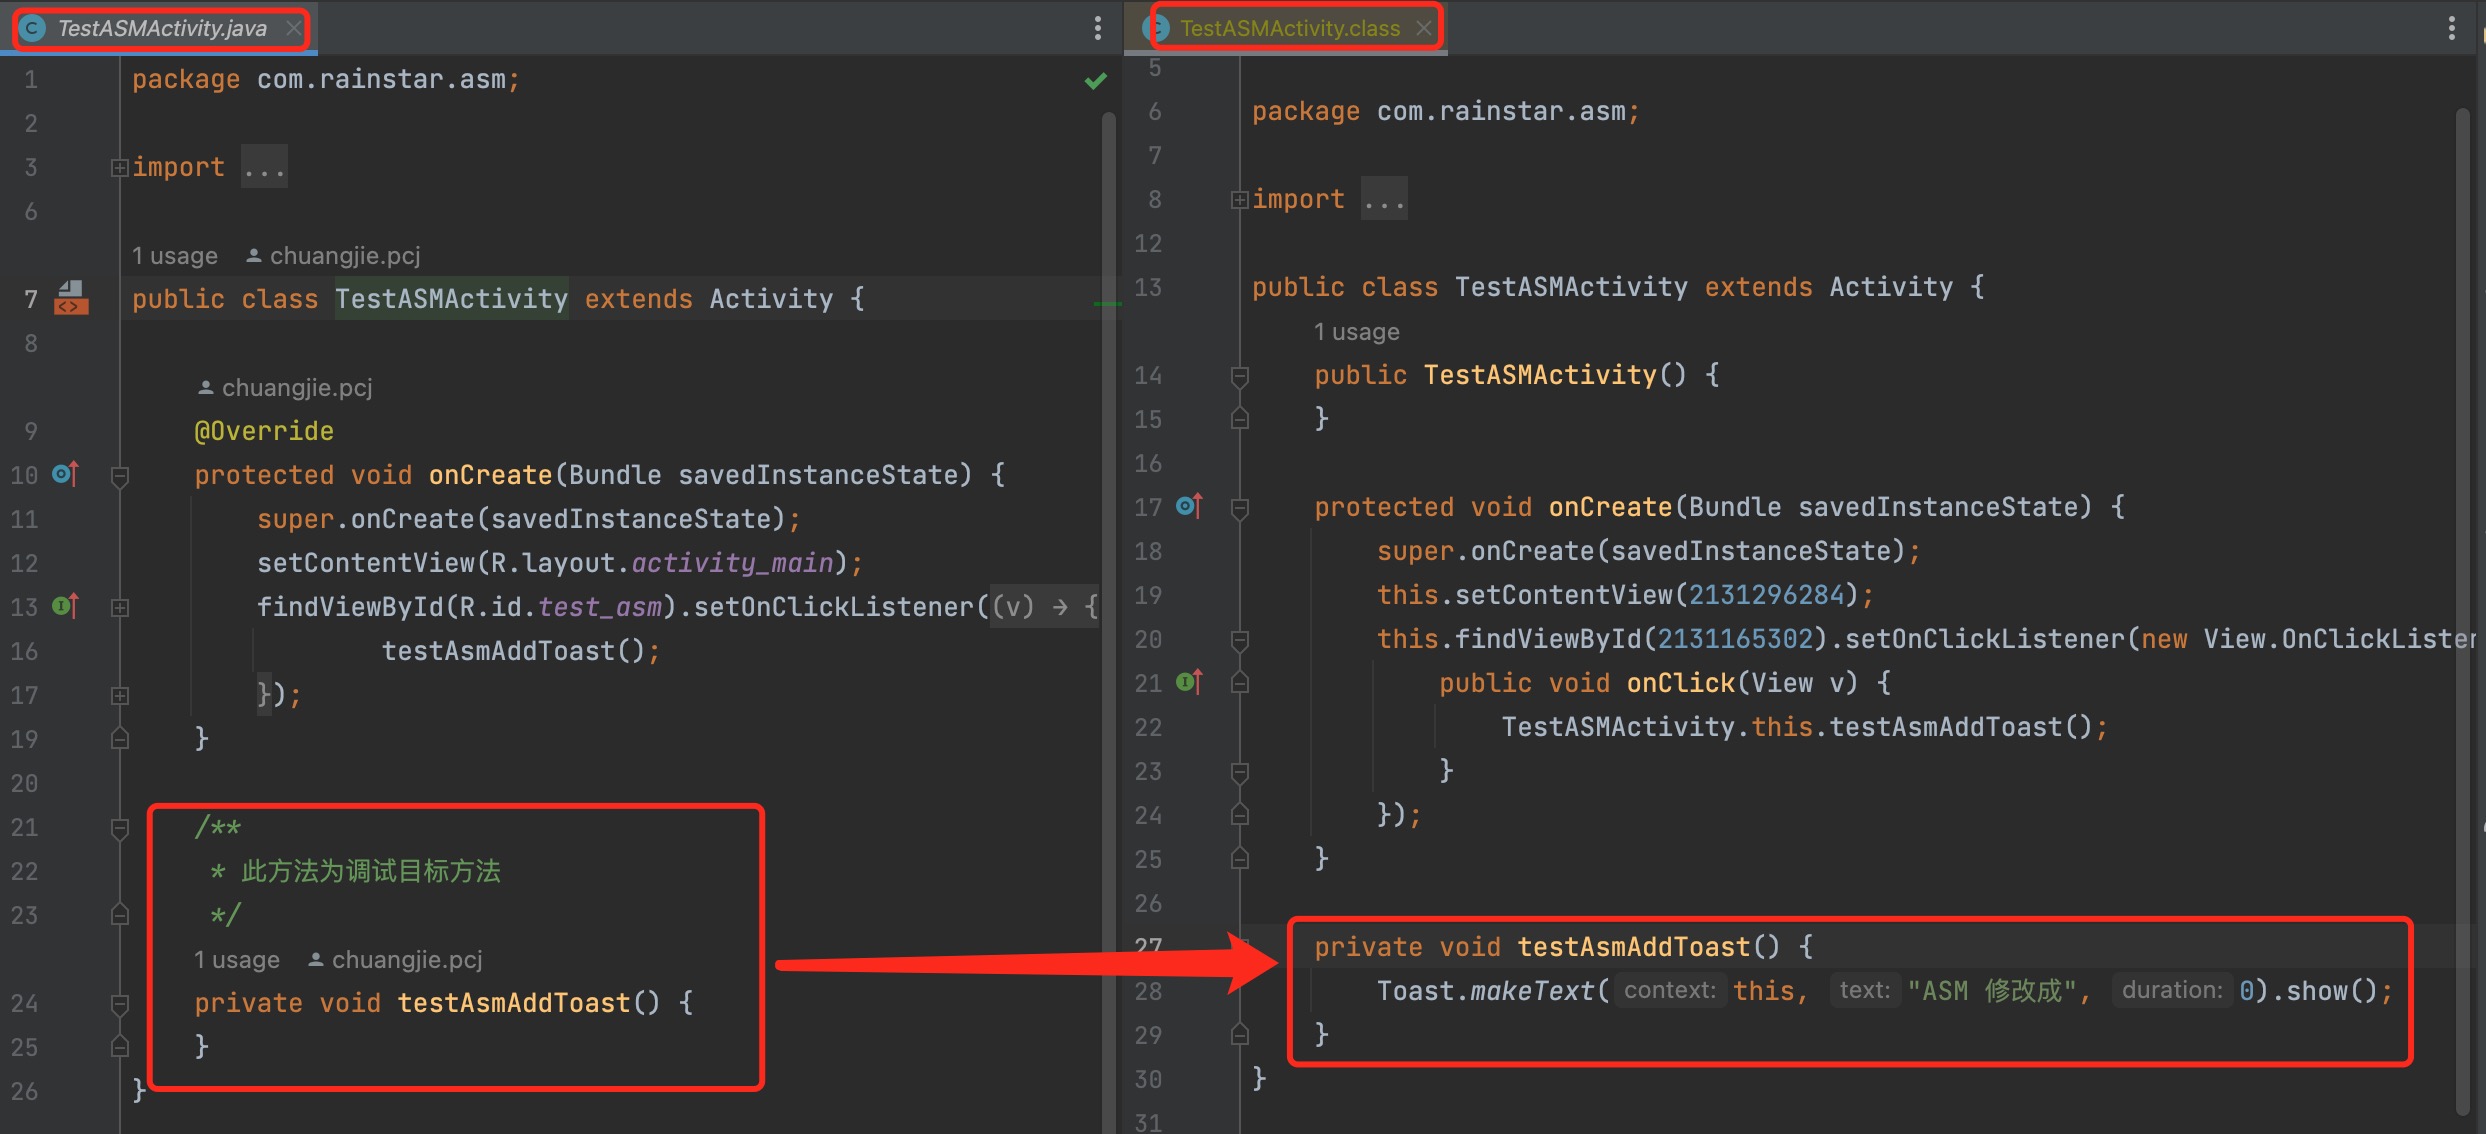 TestASMActivity.java
1 package com.rainstar.asm;
2
3 import ...
6
1 usage chuangjie.pcj
7 public class TestASMActivity extends Activity {
8
chuangjie.pcj
9 @Override
10 protected void onCreate(Bundle savedInstanceState) {
11 super.onCreate(savedInstanceState);
12 setContentView(R.layout.activity_main);
13 findViewById(R.id.test_asm).setOnClickListener((v) → {
16 testAsmAddToast();
17 });
19 }
20
21 /**
22 * 此方法为调试目标方法
23 */
1 usage chuangjie.pcj
24 private void testAsmAddToast() {
25 }
26 }
TestASMActivity.class
5
6 package com.rainstar.asm;
7
8 import ...
12
13 public class TestASMActivity extends Activity {
1 usage
14 public TestASMActivity() {
15 }
16
17 protected void onCreate(Bundle savedInstanceState) {
18 super.onCreate(savedInstanceState);
19 this.setContentView(2131296284);
20 this.findViewById(2131165302).setOnClickListener(new View.OnClickListener
21 public void onClick(View v) {
22 TestASMActivity.this.testAsmAddToast();
23 }
24 });
25 }
26
27 private void testAsmAddToast() {
28 Toast.makeText( context: this, text: "ASM 修改成", duration: 0).show();
29 }
30 }
31